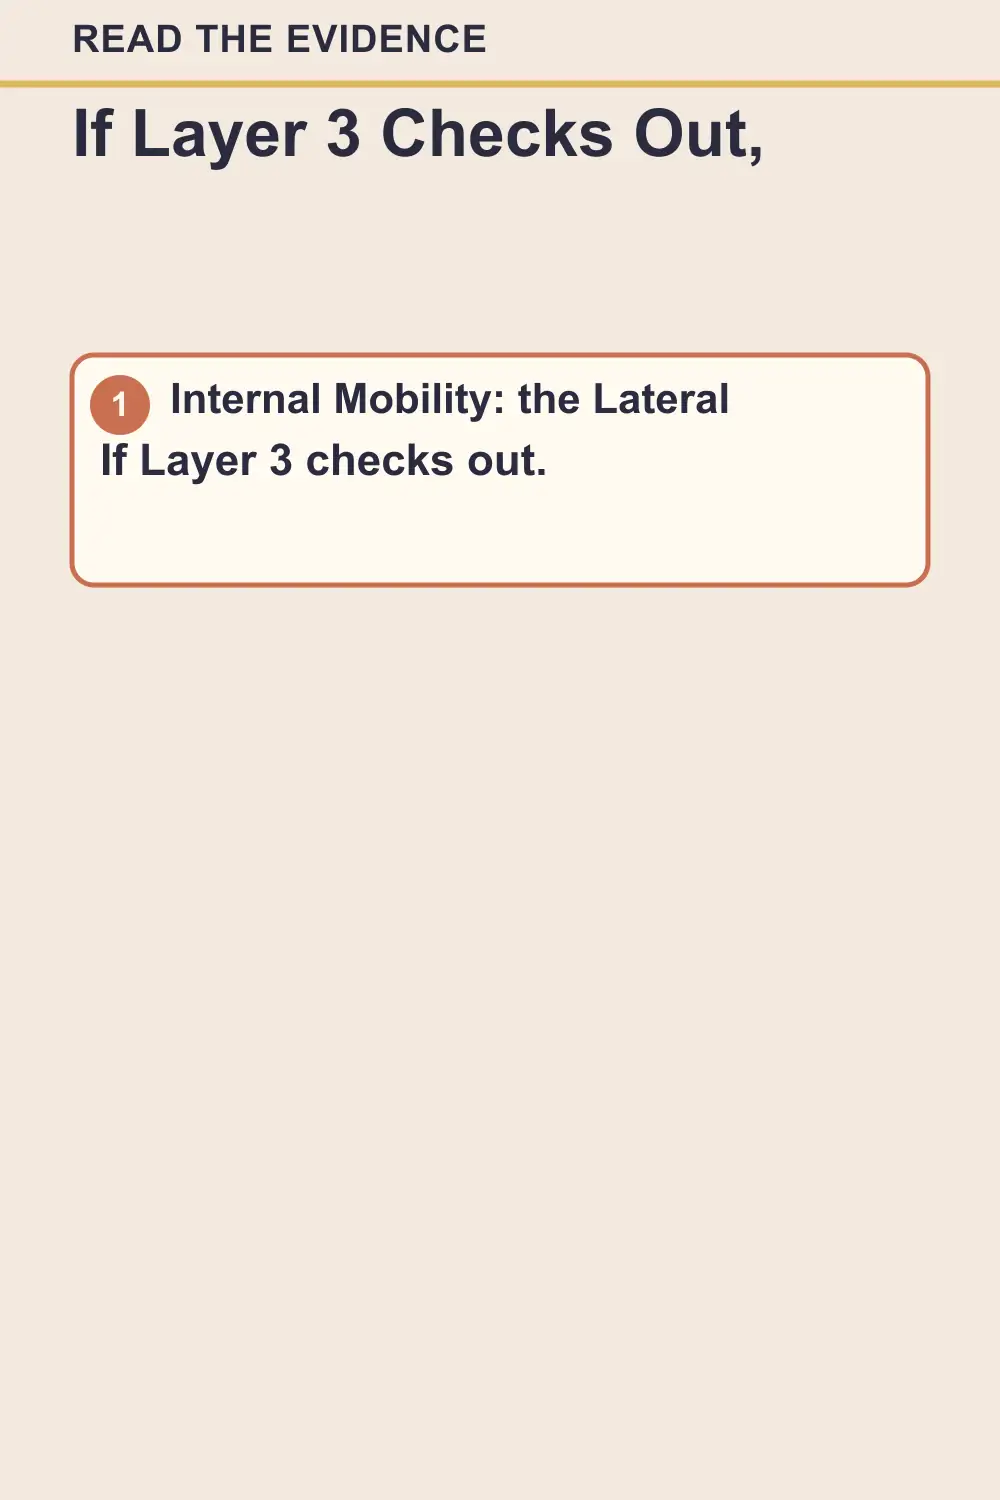 READ THE EVIDENCE
If Layer 3 Checks Out,
1 Internal Mobility: the Lateral
If Layer 3 checks out.